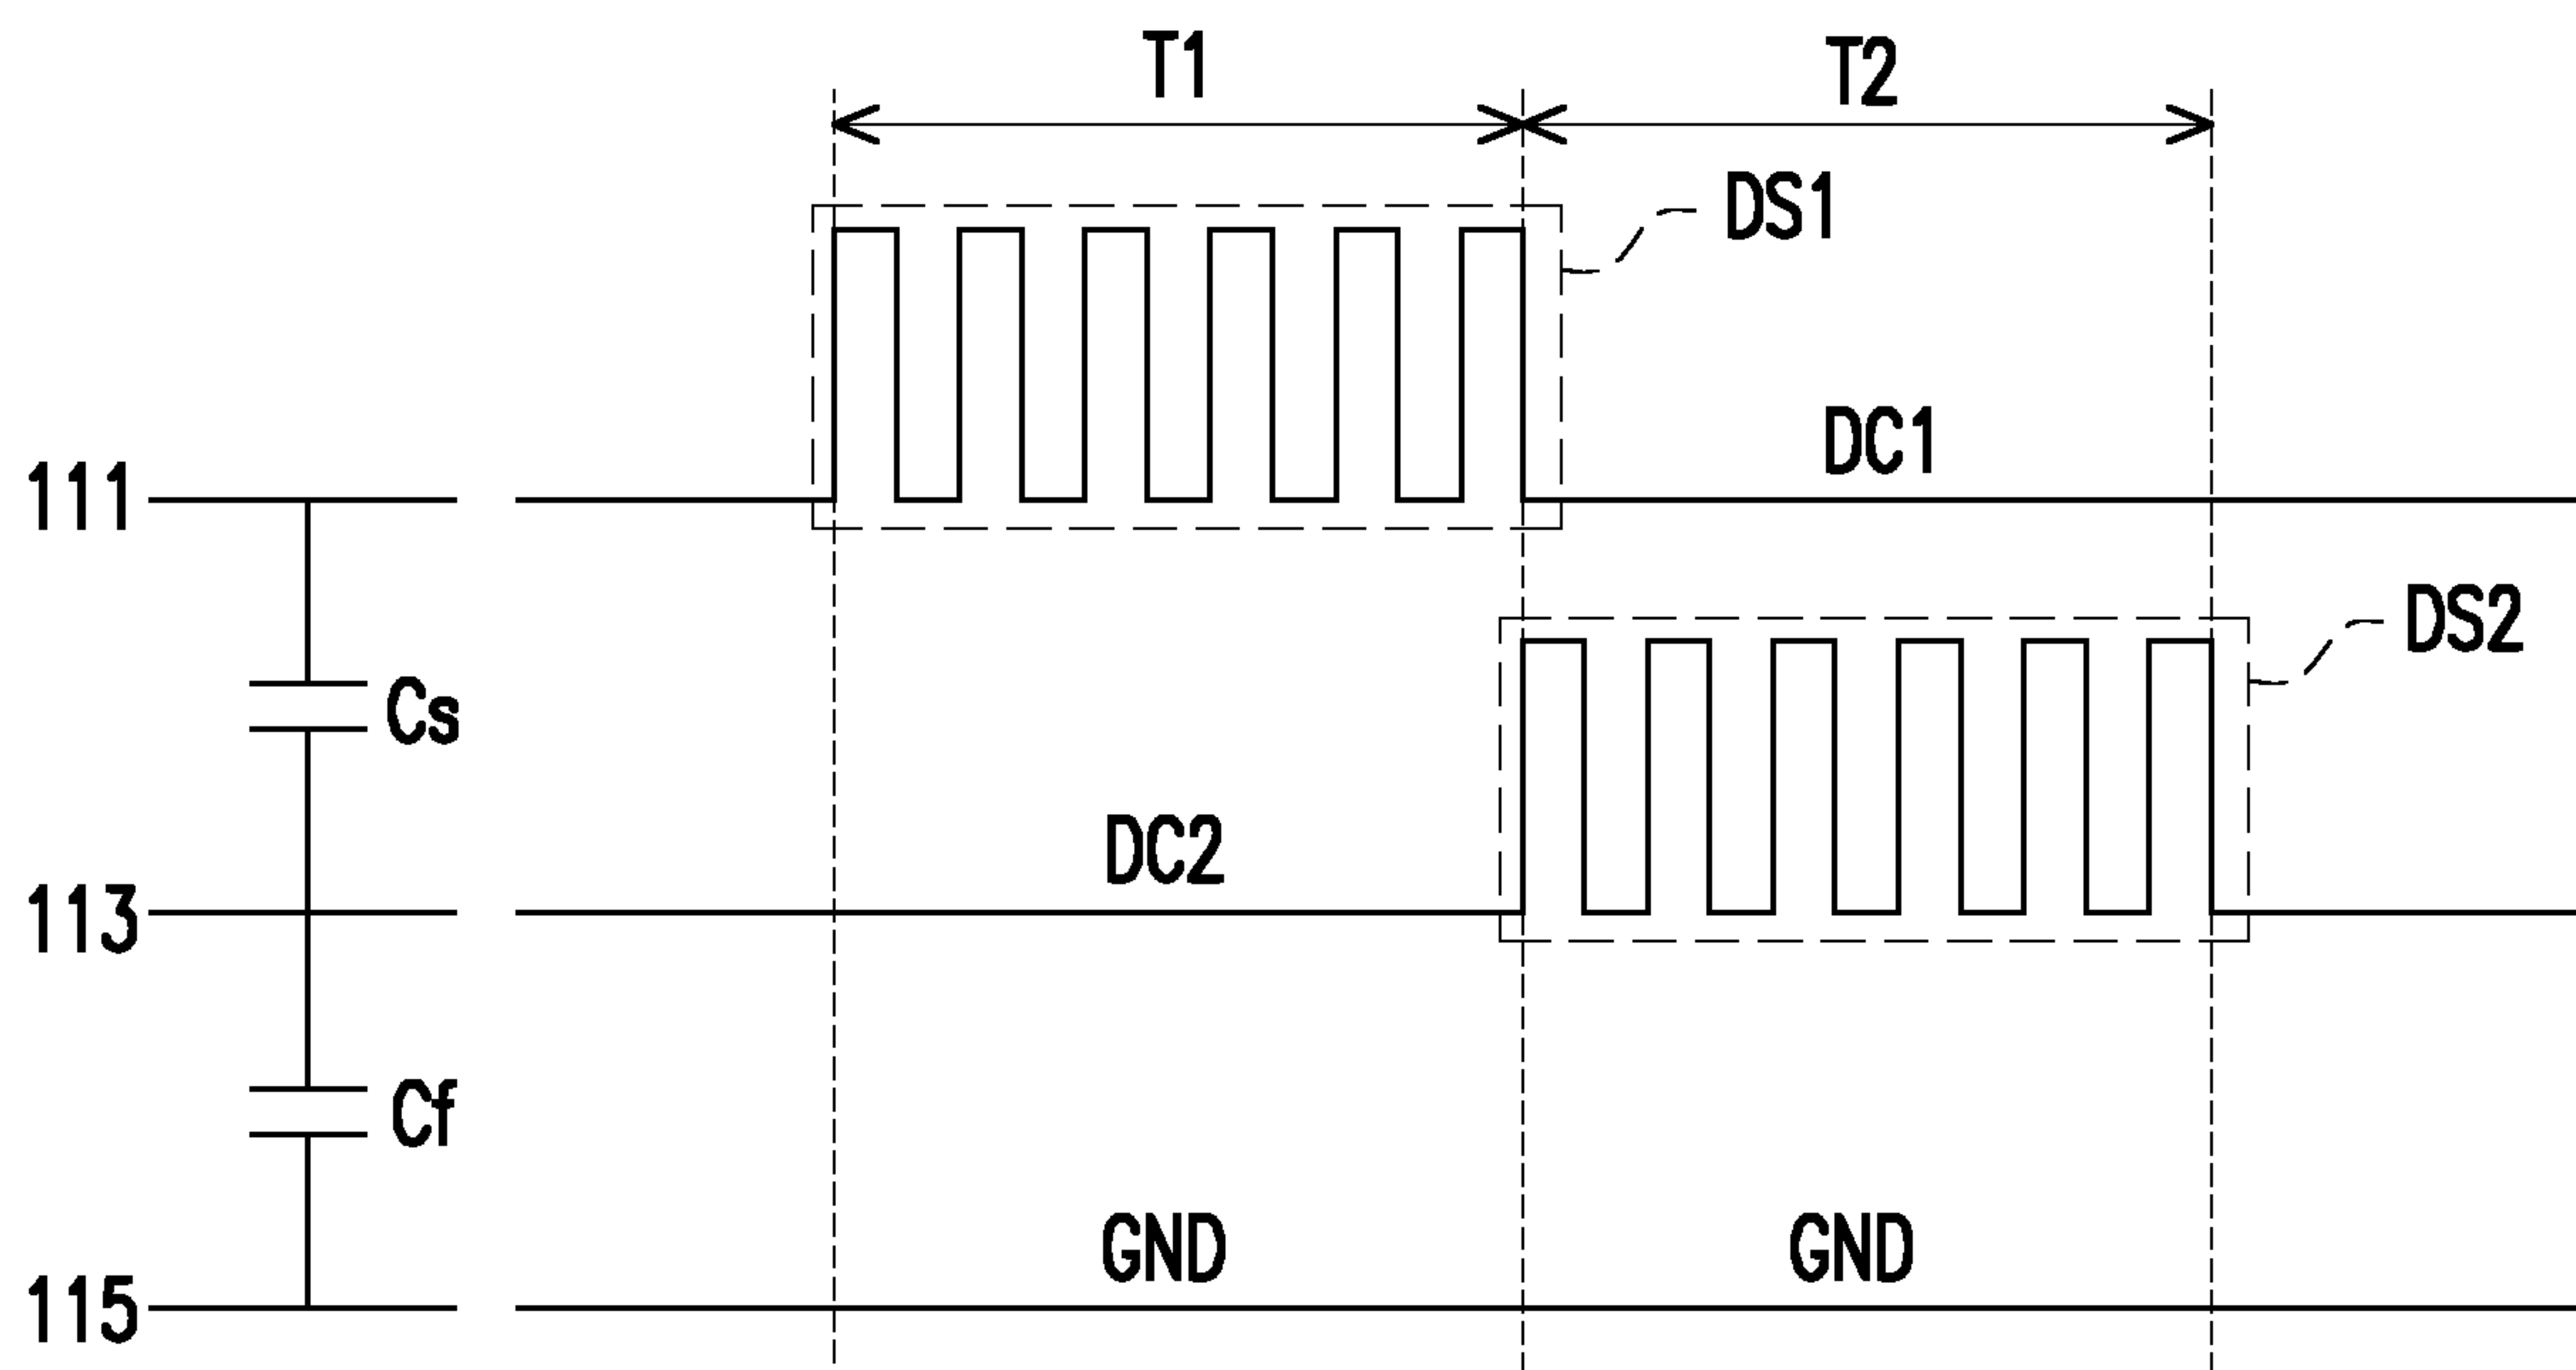 T1
T2
DS1
DC1
111
DS2
Cs
DC2
113
Cf
GND
GND
115